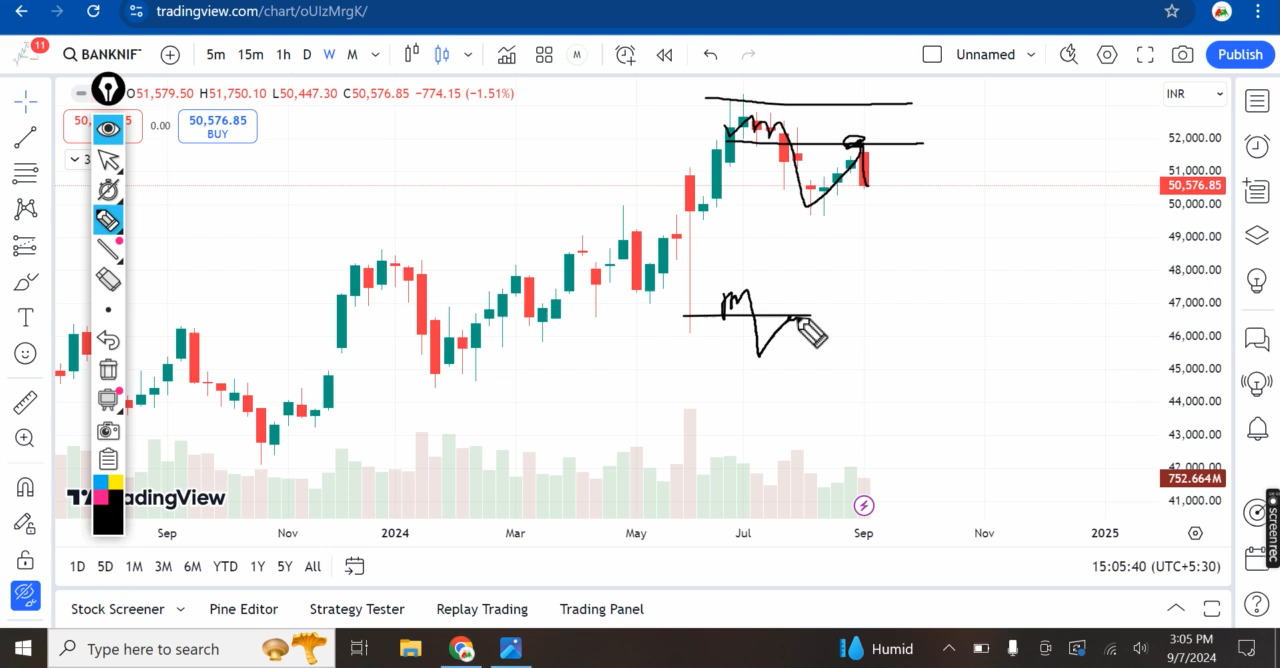 tradingview.com/chart/oUIzMrgK/
11
BANKNIF
5m 15m 1h D W M
M
Unnamed
Publish
O51,579.50 H51,750.10 L50,447.30 C50,576.85 −774.15 (−1.51%)
INR
0.00
50,576.85
BUY
3
52,000.00
51,000.00
50,576.85
50,000.00
49,000.00
48,000.00
47,000.00
46,000.00
45,000.00
44,000.00
43,000.00
42,000.00
752.664M
41,000.00
TradingView
Sep Nov 2024 Mar May Jul Sep Nov 2025
1D 5D 1M 3M 6M YTD 1Y 5Y All
15:05:40 (UTC+5:30)
Stock Screener Pine Editor Strategy Tester Replay Trading Trading Panel
screenrec
Type here to search
Humid
3:05 PM
9/7/2024